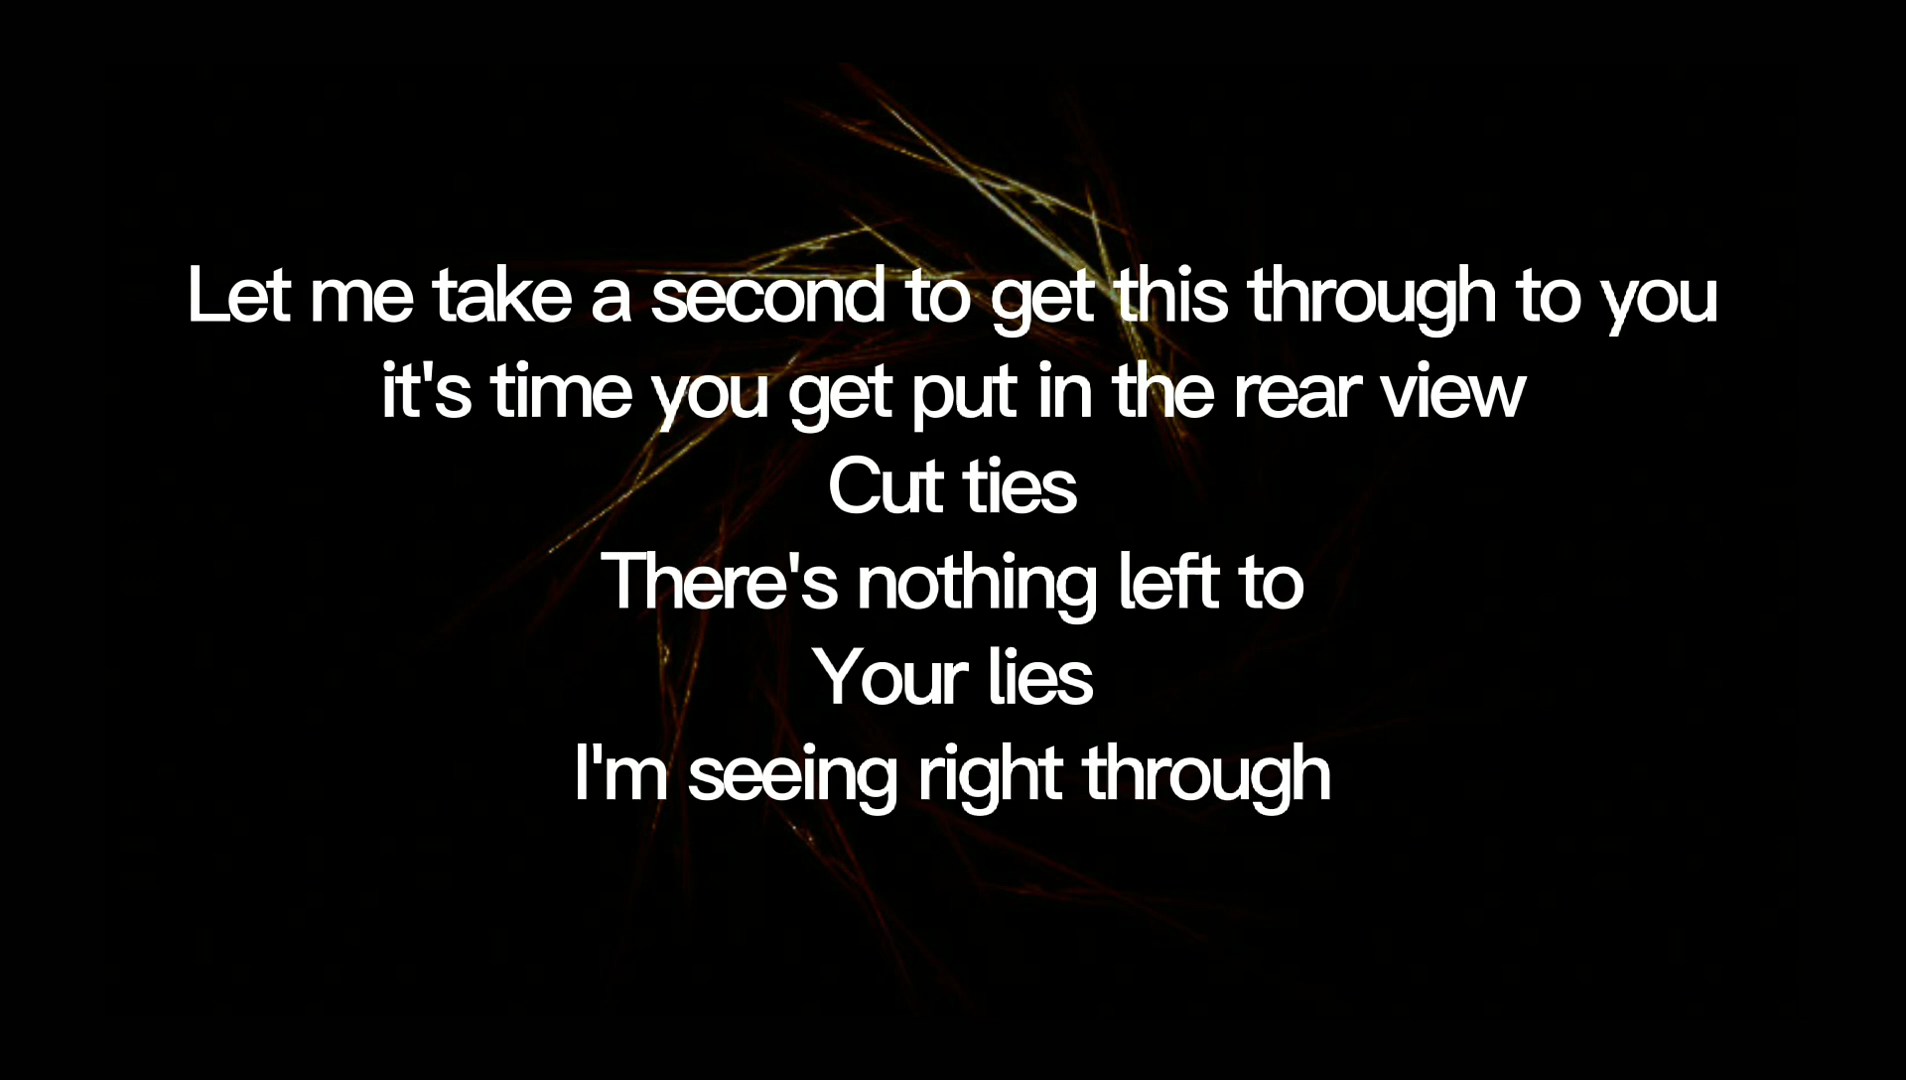 Let me take a second to get this through to you
it's time you get put in the rear view
Cut ties
There's nothing left to
Your lies
I'm seeing right through